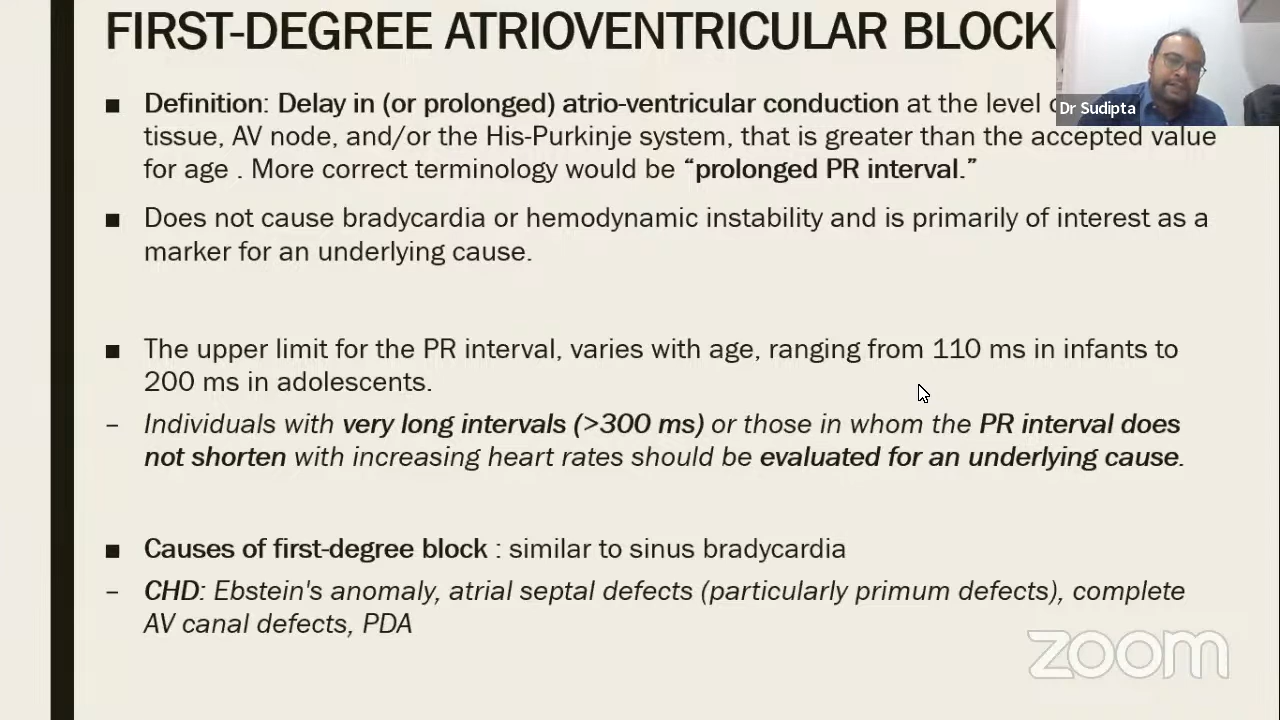 FIRST-DEGREE ATRIOVENTRICULAR BLOCK
Dr Sudipta
■ Definition: Delay in (or prolonged) atrio-ventricular conduction at the level
tissue, AV node, and/or the His-Purkinje system, that is greater than the accepted value
for age . More correct terminology would be “prolonged PR interval.”
■ Does not cause bradycardia or hemodynamic instability and is primarily of interest as a
marker for an underlying cause.
■ The upper limit for the PR interval, varies with age, ranging from 110 ms in infants to
200 ms in adolescents.
– Individuals with very long intervals (>300 ms) or those in whom the PR interval does
not shorten with increasing heart rates should be evaluated for an underlying cause.
■ Causes of first-degree block : similar to sinus bradycardia
– CHD: Ebstein's anomaly, atrial septal defects (particularly primum defects), complete
AV canal defects, PDA
zoom